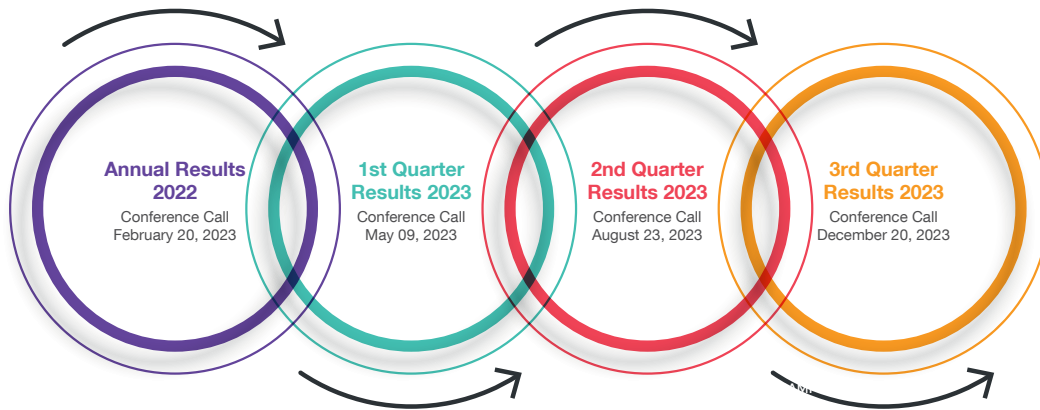 Annual Results
2022
Conference Call
February 20, 2023
1st Quarter
Results 2023
Conference Call
May 09, 2023
2nd Quarter
Results 2023
Conference Call
August 23, 2023
3rd Quarter
Results 2023
Conference Call
December 20, 2023